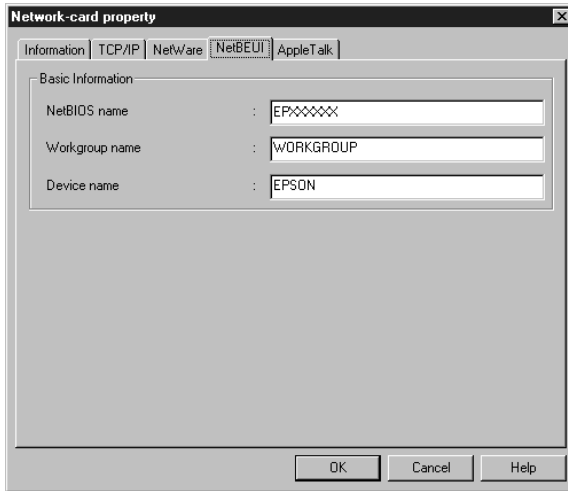 Network-card property
Information TCP/IP NetWare NetBEUI AppleTalk
Basic Information
NetBIOS name : EPXXXXXX
Workgroup name : WORKGROUP
Device name : EPSON
OK Cancel Help